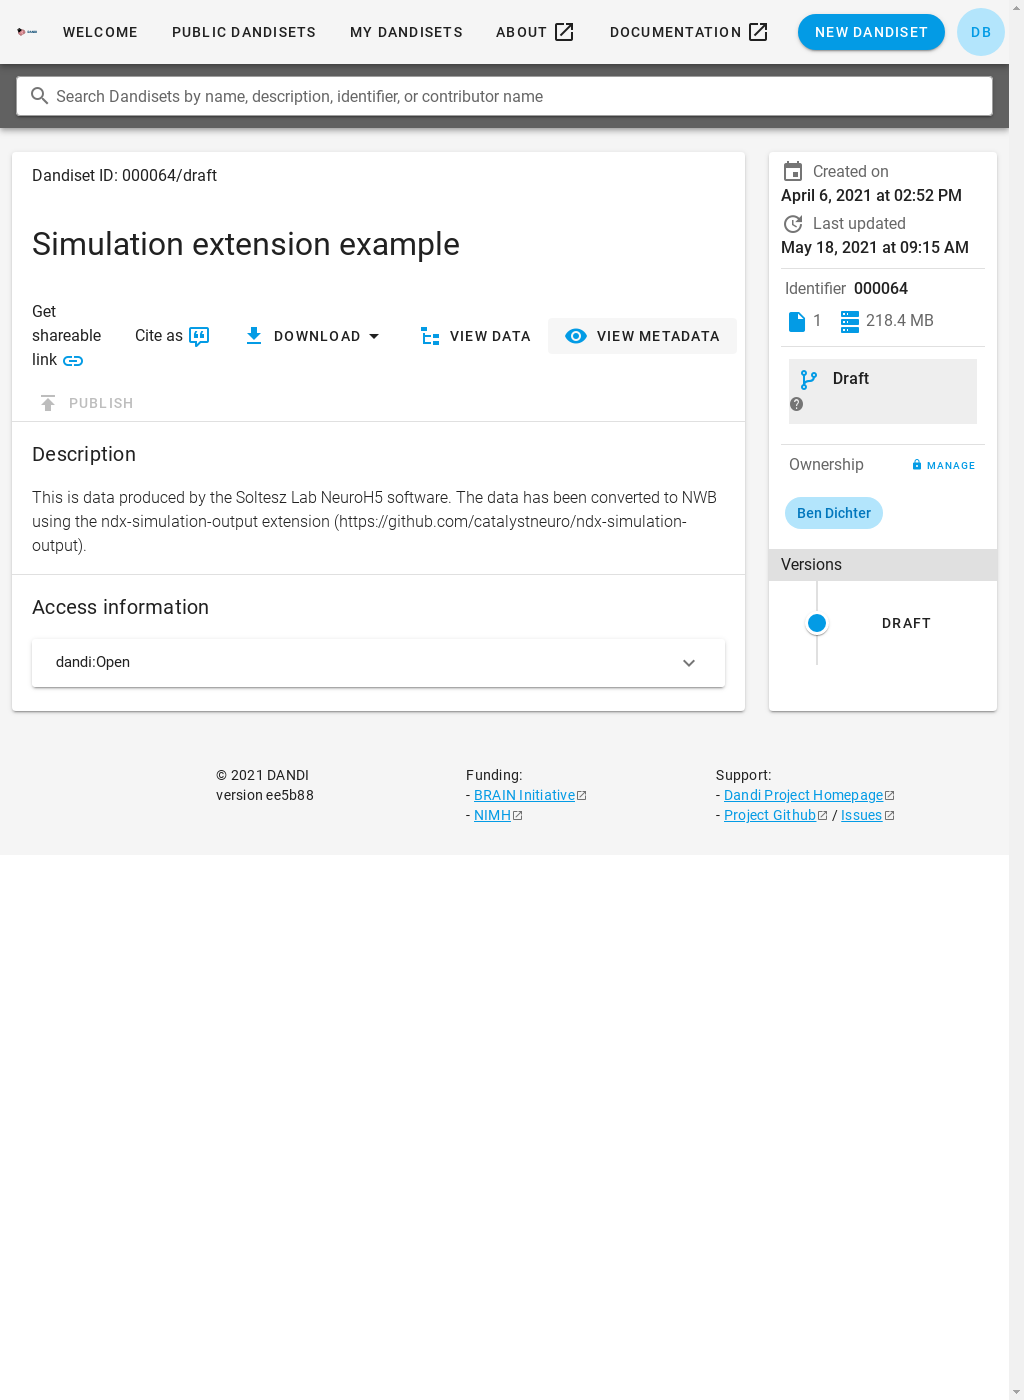 WELCOME PUBLIC DANDISETS MY DANDISETS ABOUT DOCUMENTATION NEW DANDISET DB
Search Dandisets by name, description, identifier, or contributor name
Dandiset ID: 000064/draft
Simulation extension example
Get
shareable
link
Cite as
DOWNLOAD
VIEW DATA
VIEW METADATA
PUBLISH
Description
This is data produced by the Soltesz Lab NeuroH5 software. The data has been converted to NWB
using the ndx-simulation-output extension (https://github.com/catalystneuro/ndx-simulation-
output).
Access information
dandi:Open
Created on
April 6, 2021 at 02:52 PM
Last updated
May 18, 2021 at 09:15 AM
Identifier 000064
1 218.4 MB
Draft
Ownership MANAGE
Ben Dichter
Versions
DRAFT
© 2021 DANDI
version ee5b88
Funding:
- BRAIN Initiative
- NIMH
Support:
- Dandi Project Homepage
- Project Github / Issues